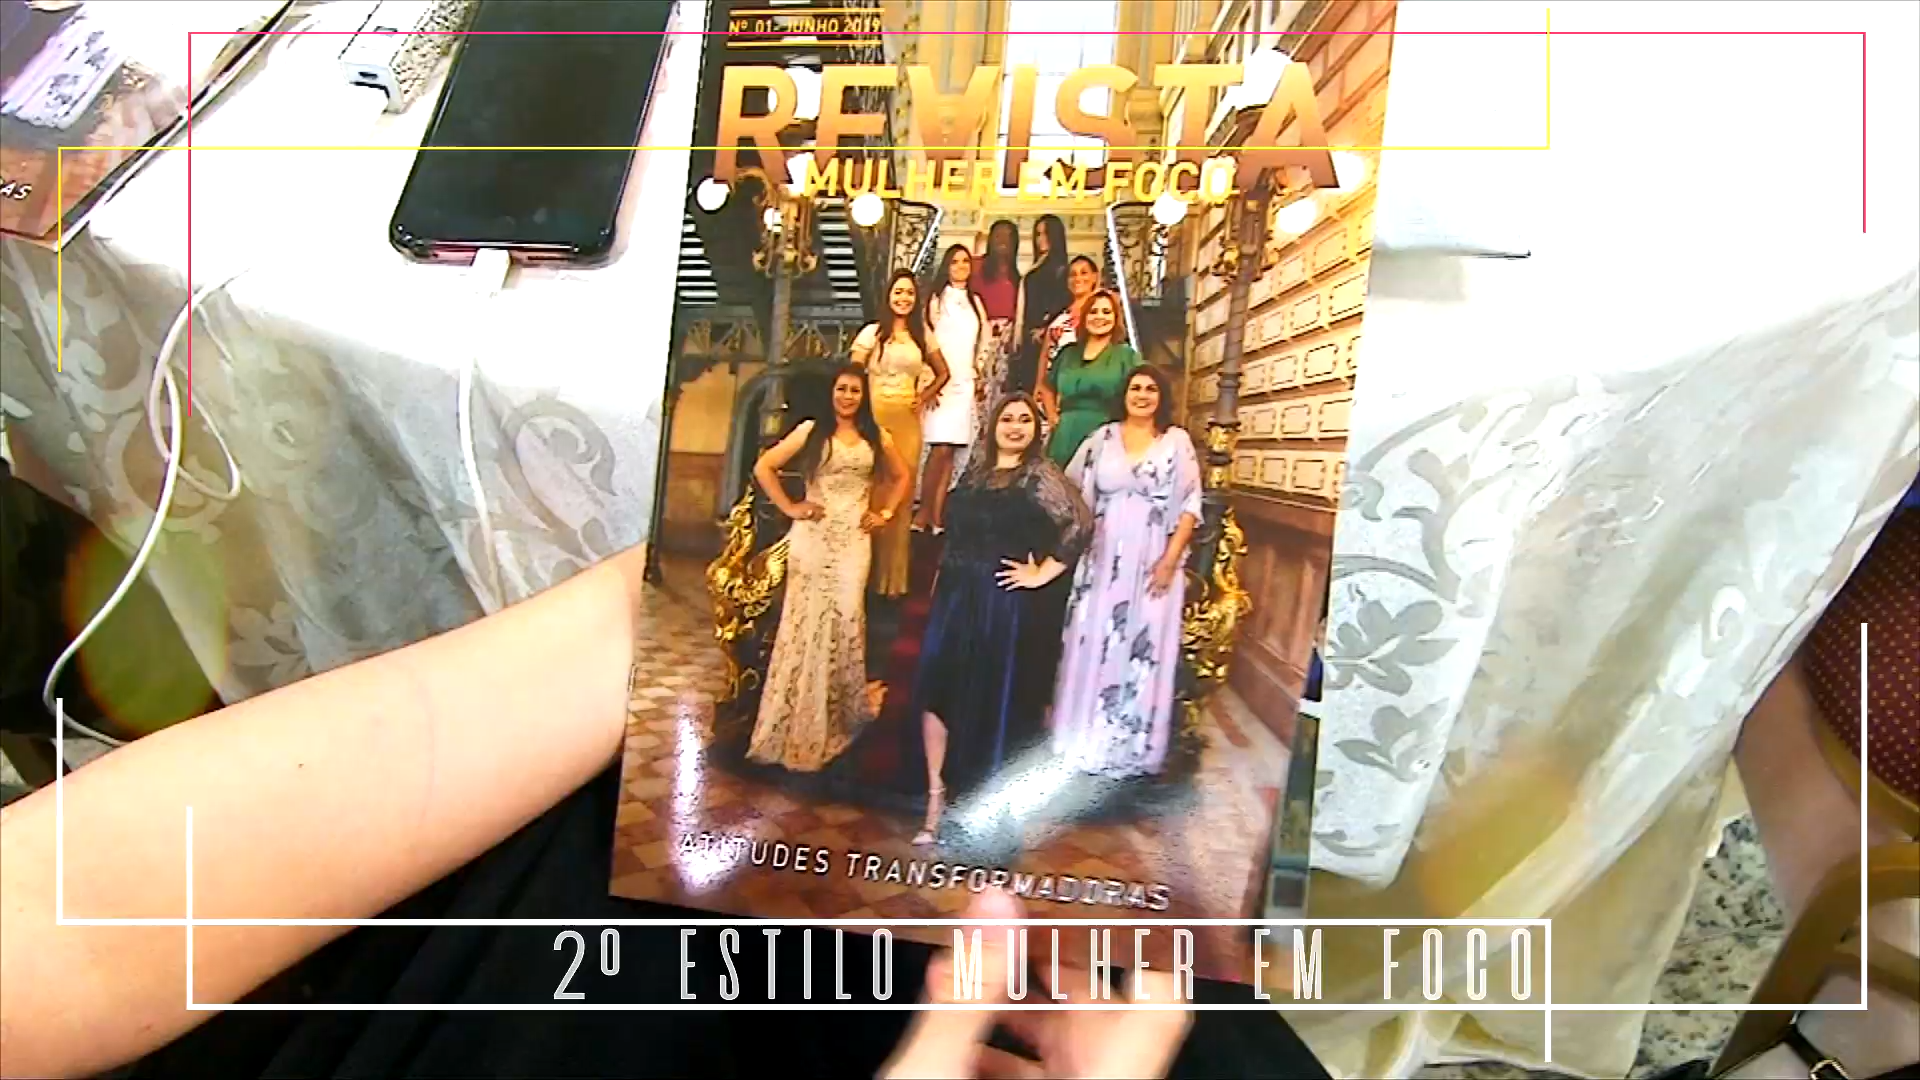 Nº 01- JUNHO 2019
REVISTA
MULHER EM FOCO
ATITUDES TRANSFORMADORAS
2º ESTILO MULHER EM FOCO